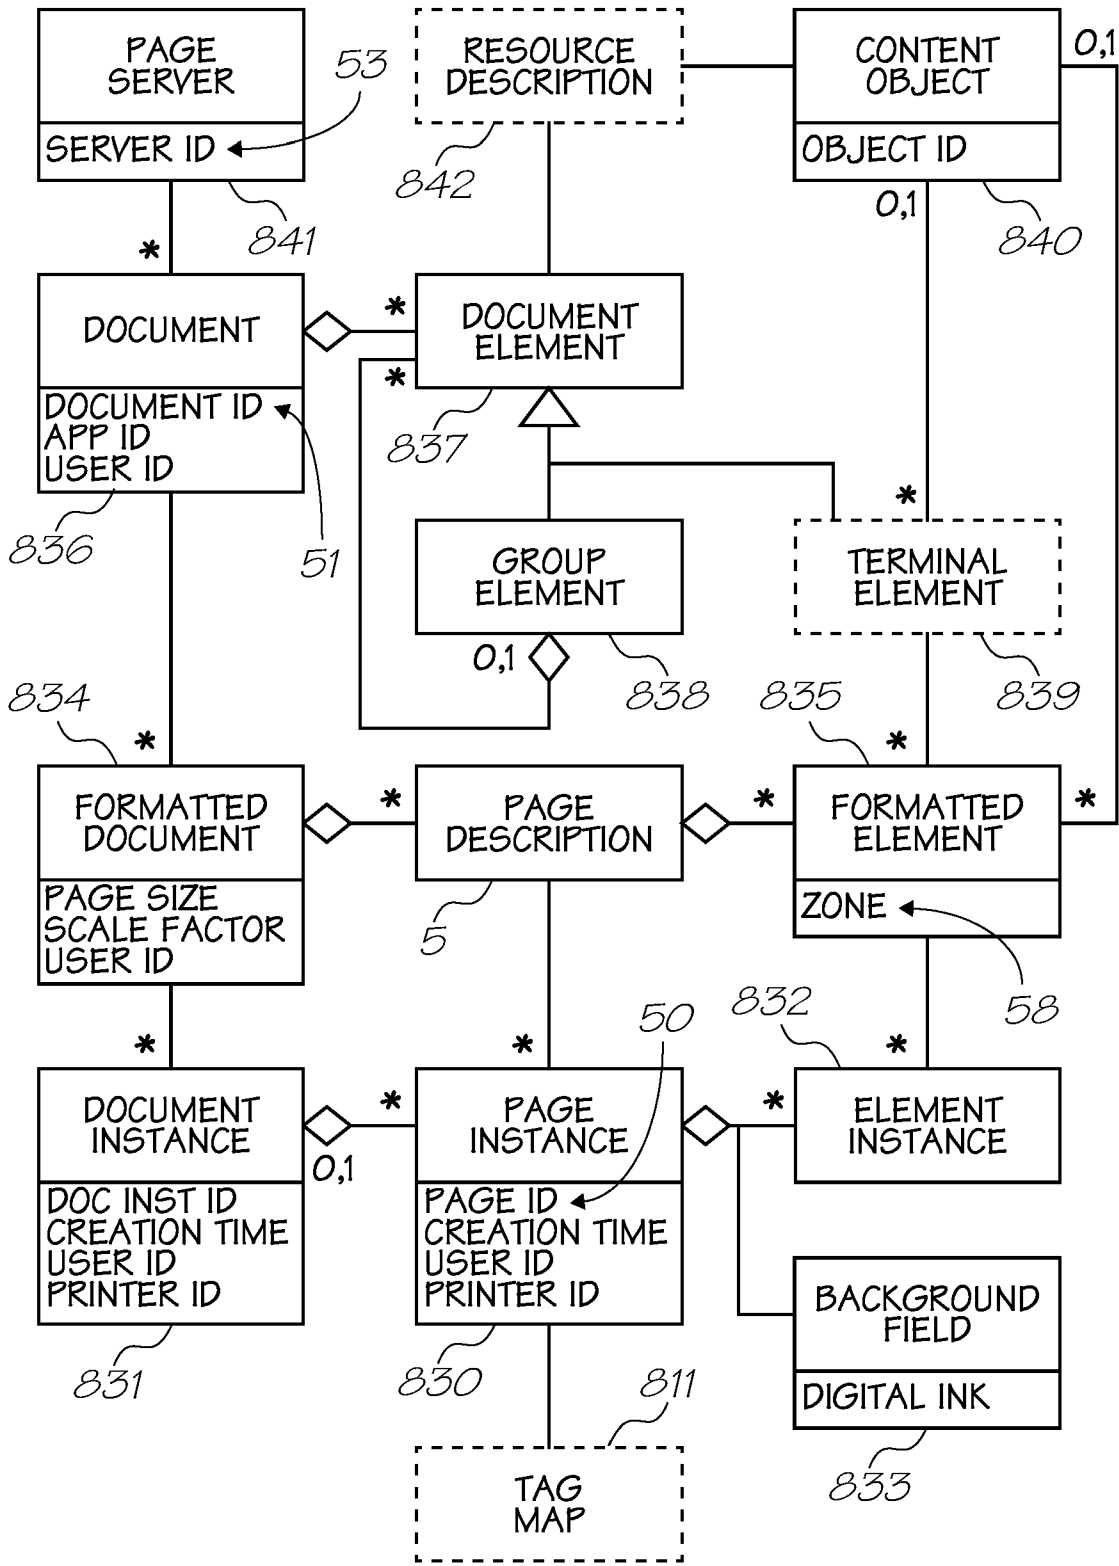 PAGE
SERVER
SERVER ID
53
841
RESOURCE
DESCRIPTION
842
CONTENT
OBJECT
OBJECT ID
0,1
0,1
840
*
DOCUMENT
DOCUMENT ID
APP ID
USER ID
836
51
*
*
DOCUMENT
ELEMENT
837
GROUP
ELEMENT
0,1
838
*
TERMINAL
ELEMENT
839
834
*
FORMATTED
DOCUMENT
PAGE SIZE
SCALE FACTOR
USER ID
*
PAGE
DESCRIPTION
5
*
835
*
FORMATTED
ELEMENT
*
ZONE
58
*
DOCUMENT
INSTANCE
0,1
DOC INST ID
CREATION TIME
USER ID
PRINTER ID
831
*
*
50
PAGE
INSTANCE
PAGE ID
CREATION TIME
USER ID
PRINTER ID
830
*
832
*
ELEMENT
INSTANCE
BACKGROUND
FIELD
DIGITAL INK
833
811
TAG
MAP